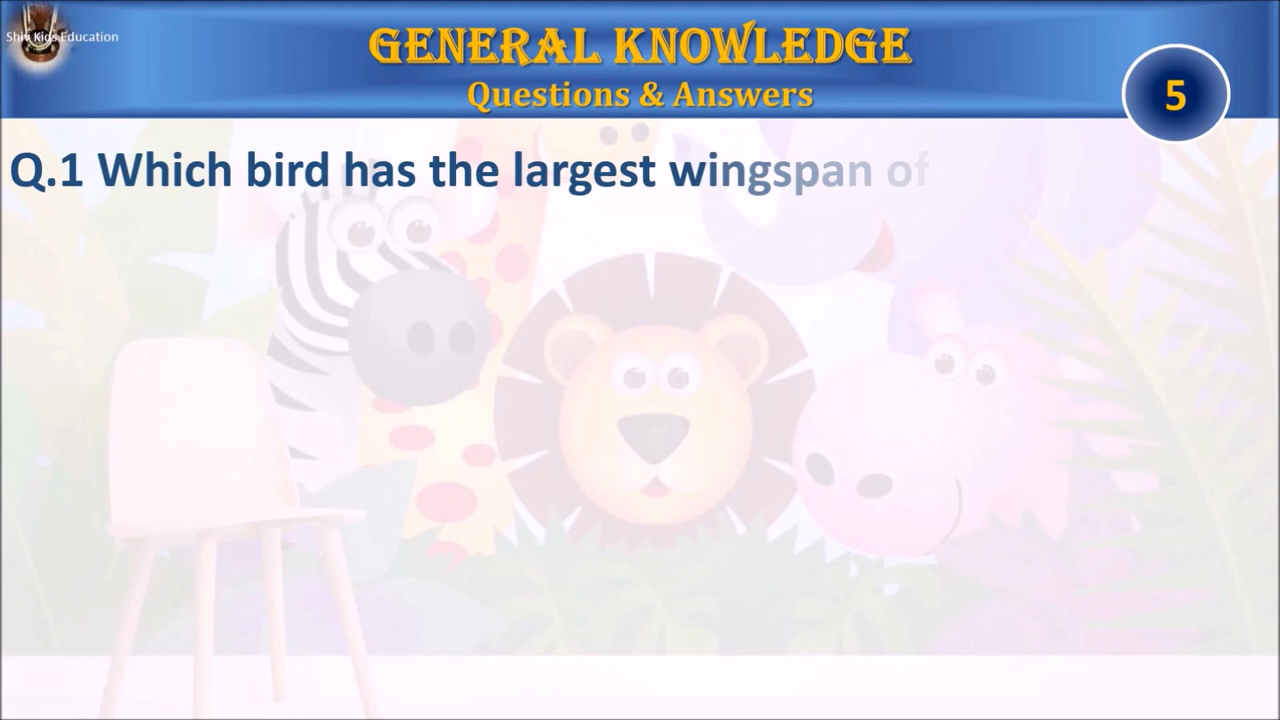 Shiv Kids Education
GENERAL KNOWLEDGE
Questions & Answers
5
Q.1 Which bird has the largest wingspan of